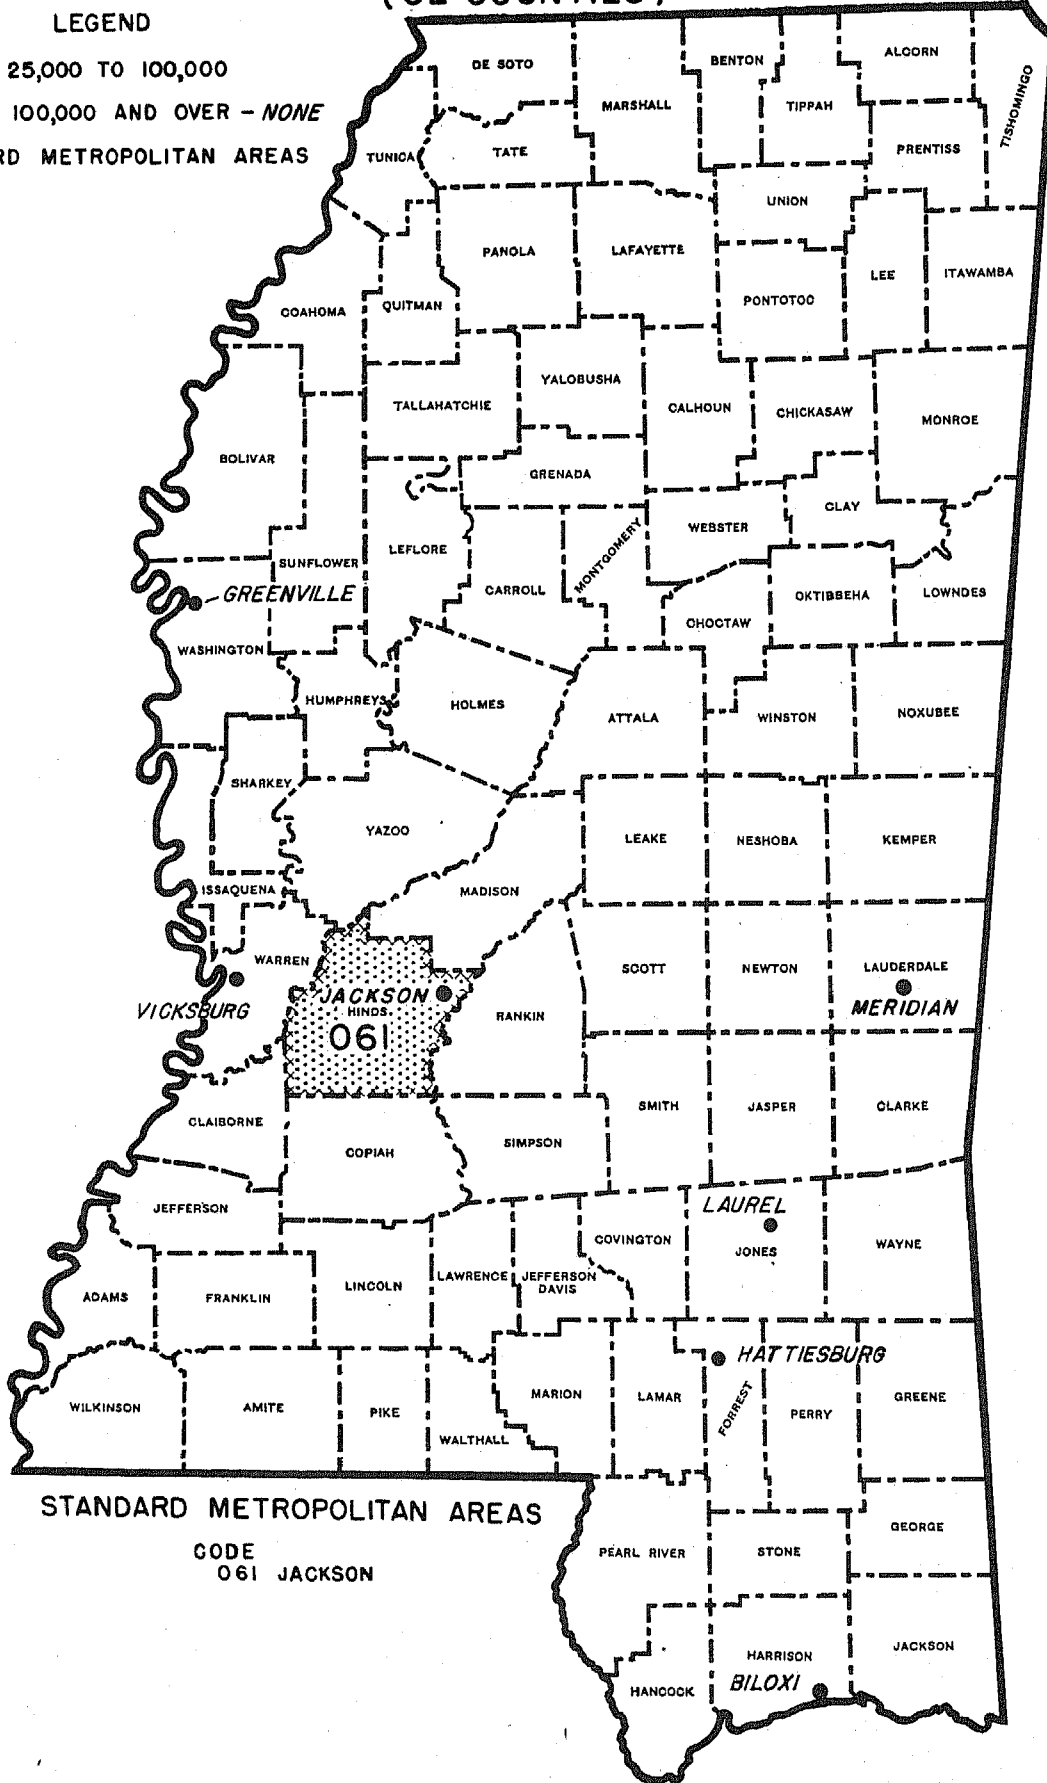 LEGEND
25,000 TO 100,000
100,000 AND OVER – NONE
METROPOLITAN AREAS
DE SOTO
BENTON
ALCORN
MARSHALL
TIPPAH
TISHOMINGO
TUNICA
TATE
PRENTISS
UNION
PANOLA
LAFAYETTE
LEE
ITAWAMBA
COAHOMA
QUITMAN
PONTOTOC
TALLAHATCHIE
YALOBUSHA
CALHOUN
CHICKASAW
MONROE
BOLIVAR
GRENADA
CLAY
WEBSTER
SUNFLOWER
LEFLORE
CARROLL
MONTGOMERY
OKTIBBEHA
LOWNDES
GREENVILLE
CHOCTAW
WASHINGTON
HUMPHREYS
HOLMES
ATTALA
WINSTON
NOXUBEE
SHARKEY
YAZOO
LEAKE
NESHOBA
KEMPER
ISSAQUENA
MADISON
WARREN
SCOTT
NEWTON
LAUDERDALE
MERIDIAN
VICKSBURG
JACKSON
HINDS
061
RANKIN
CLAIBORNE
COPIAH
SIMPSON
SMITH
JASPER
CLARKE
JEFFERSON
LAUREL
COVINGTON
JONES
WAYNE
ADAMS
FRANKLIN
LINCOLN
LAWRENCE
JEFFERSON
DAVIS
HATTIESBURG
WILKINSON
AMITE
PIKE
WALTHALL
MARION
LAMAR
FORREST
PERRY
GREENE
STANDARD METROPOLITAN AREAS
CODE
061 JACKSON
PEARL RIVER
STONE
GEORGE
HANCOCK
HARRISON
BILOXI
JACKSON